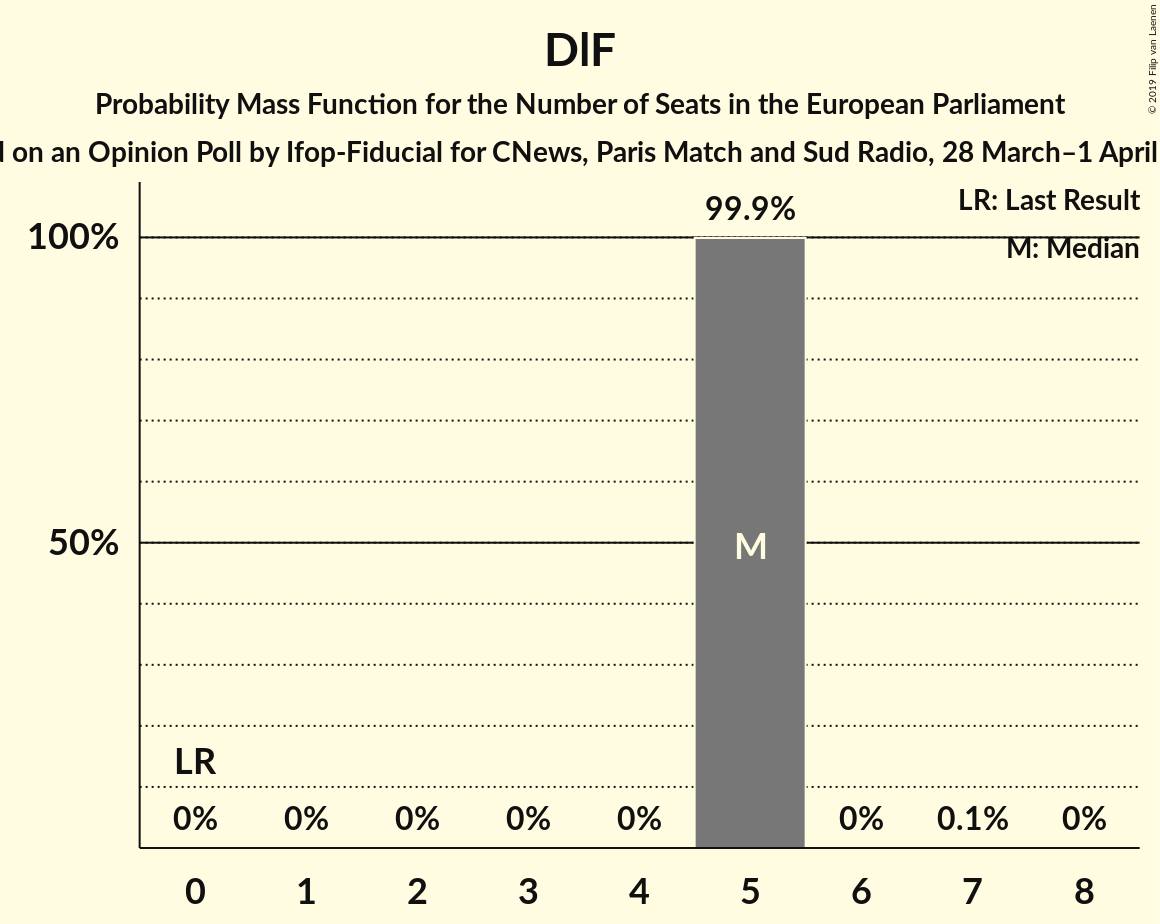 DlF
Probability Mass Function for the Number of Seats in the European Parliament
on an Opinion Poll by Ifop-Fiducial for CNews, Paris Match and Sud Radio, 28 March–1 April
© 2019 Filip van Laenen
LR: Last Result
M: Median
99.9%
100%
50%
M
LR
0% 0% 0% 0% 0% 0% 0.1% 0%
0 1 2 3 4 5 6 7 8